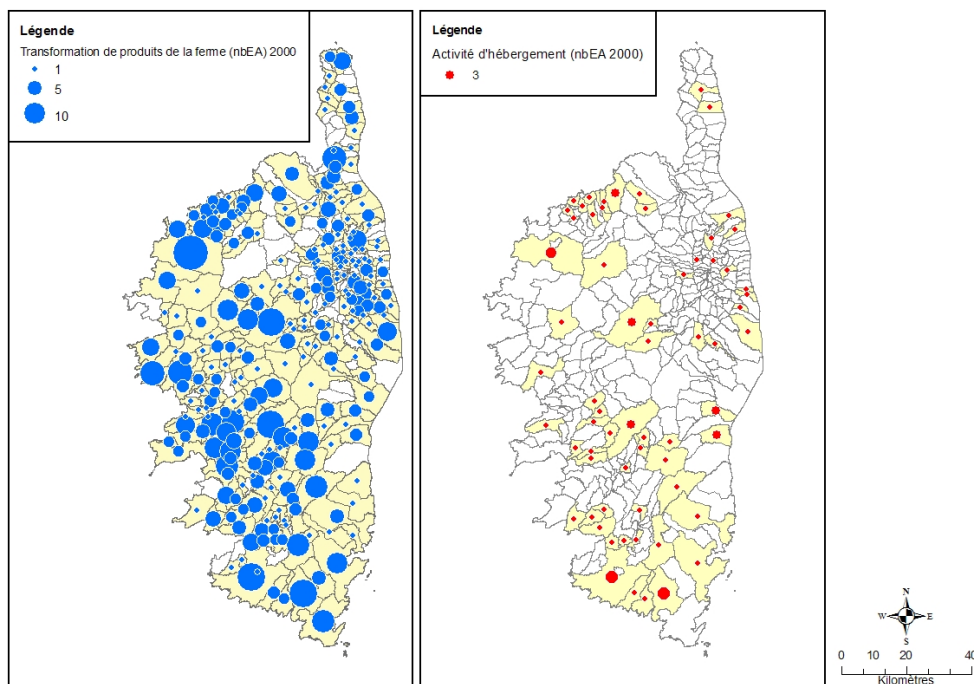 Légende
Transformation de produits de la ferme (nbEA) 2000
1
5
10
Légende
Activité d'hébergement (nbEA 2000)
3
N
W E
S
0 10 20 40
Kilomètres